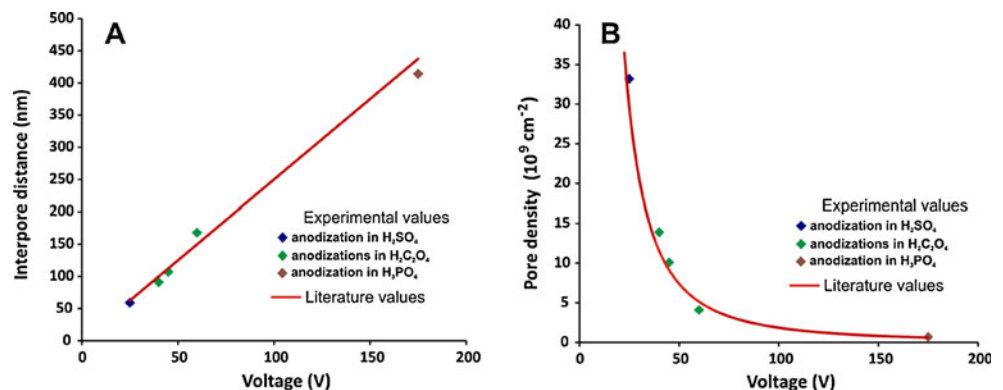 A
Interpore distance (nm)
500
450
400
350
300
250
200
150
100
50
0
0 50 100 150 200
Voltage (V)
Experimental values
anodization in H₂SO₄
anodizations in H₂C₂O₄
anodization in H₃PO₄
Literature values
B
Pore density (10⁹ cm⁻²)
40
35
30
25
20
15
10
5
0
0 50 100 150 200
Voltage (V)
Experimental values
anodization in H₂SO₄
anodizations in H₂C₂O₄
anodization in H₃PO₄
Literature values